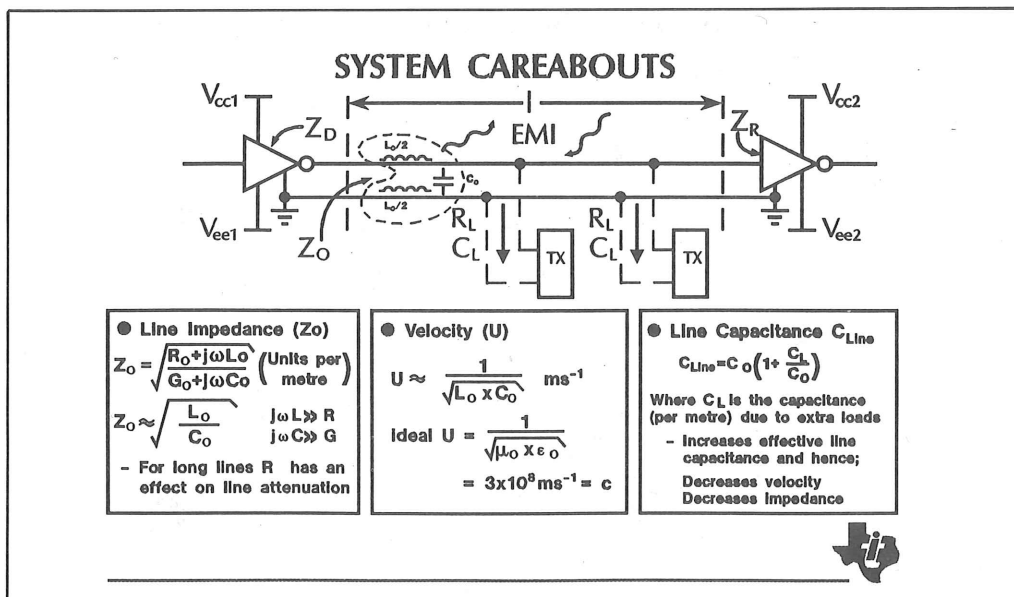 SYSTEM CAREABOUTS
Vcc1
l
Vcc2
ZD
EMI
ZR
Lo/2
Co
Lo/2
Vee1
ZO
RL
CL
TX
RL
CL
TX
Vee2
● Line Impedance (Zo)
ZO = √((RO+jωLO)/(GO+jωCO)) (Units per metre)
ZO ≈ √(LO/CO) jωL≫ R
jωC≫ G
- For long lines R has an
effect on line attenuation
● Velocity (U)
U ≈ 1/√(LO x CO) ms⁻¹
Ideal U = 1/√(μO x εO)
= 3x10⁸ms⁻¹ = c
● Line Capacitance CLine
CLine=CO(1+ CL/CO)
Where CL is the capacitance
(per metre) due to extra loads
- Increases effective line
capacitance and hence;
Decreases velocity
Decreases impedance